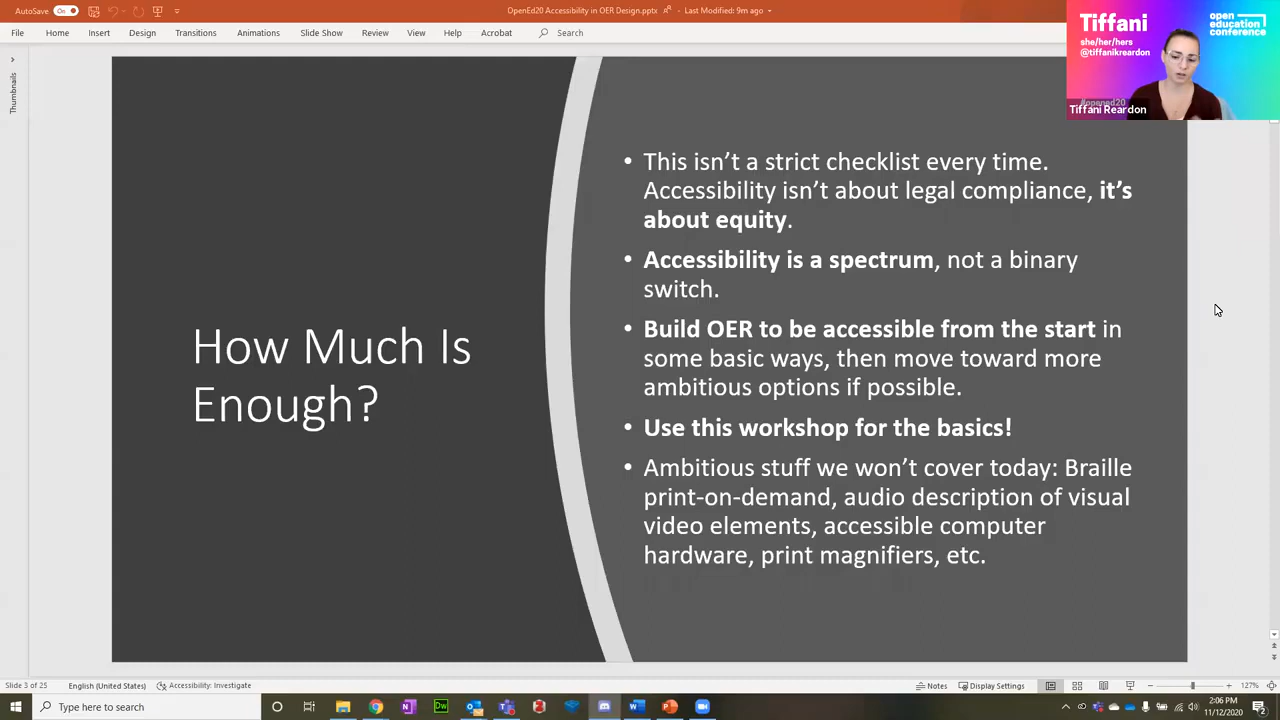 AutoSave
On
OpenEd20 Accessibility in OER Design.pptx
Last Modified: 9m ago
File
Home
Insert
Design
Transitions
Animations
Slide Show
Review
View
Help
Acrobat
Search
Tiffani
she/her/hers
@tiffanikreardon
open
education
conference
#opened20
Tiffani Reardon
Thumbnails
How Much Is
Enough?
• This isn’t a strict checklist every time.
Accessibility isn’t about legal compliance, it’s
about equity.
• Accessibility is a spectrum, not a binary
switch.
• Build OER to be accessible from the start in
some basic ways, then move toward more
ambitious options if possible.
• Use this workshop for the basics!
• Ambitious stuff we won’t cover today: Braille
print-on-demand, audio description of visual
video elements, accessible computer
hardware, print magnifiers, etc.
Slide 3 of 25
English (United States)
Accessibility: Investigate
Notes
Display Settings
127%
Type here to search
2:06 PM
11/12/2020
2